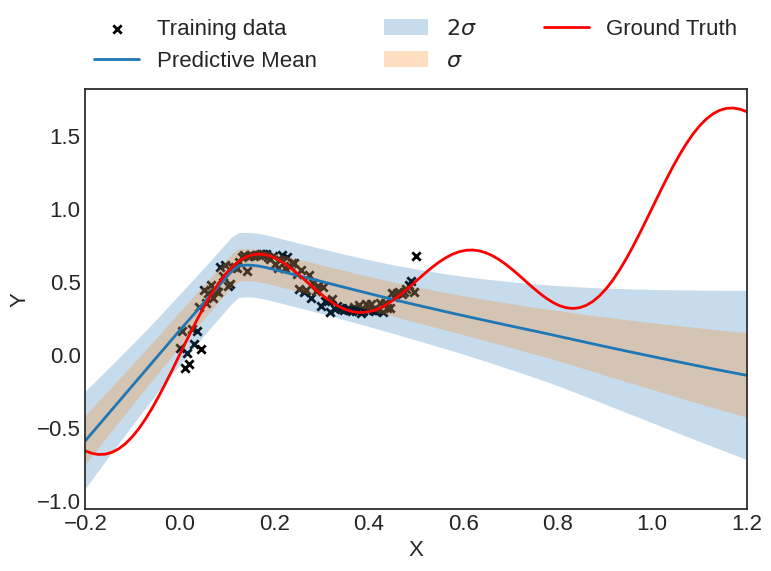 Training data
Predictive Mean
2σ
σ
Ground Truth
Y
1.5
1.0
0.5
0.0
−0.5
−1.0
−0.2 0.0 0.2 0.4 0.6 0.8 1.0 1.2
X